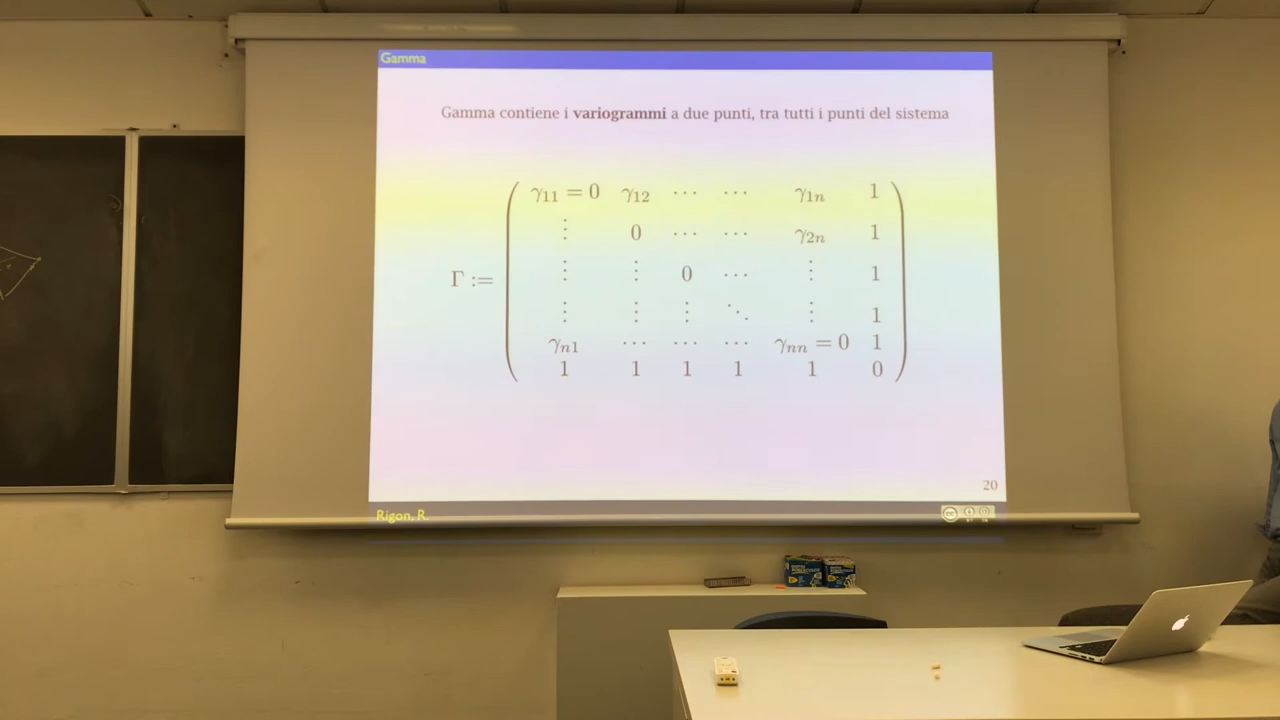 Gamma
Gamma contiene i variogrammi a due punti, tra tutti i punti del sistema
γ11 = 0 γ12 ⋯ ⋯ γ1n 1
⋮ 0 ⋯ ⋯ γ2n 1
⋮ ⋮ 0 ⋯ ⋮ 1
Γ :=
⋮ ⋮ ⋮ ⋱ ⋮ 1
γn1 ⋯ ⋯ ⋯ γnn = 0 1
1 1 1 1 1 0
20
Rigon, R.
cc